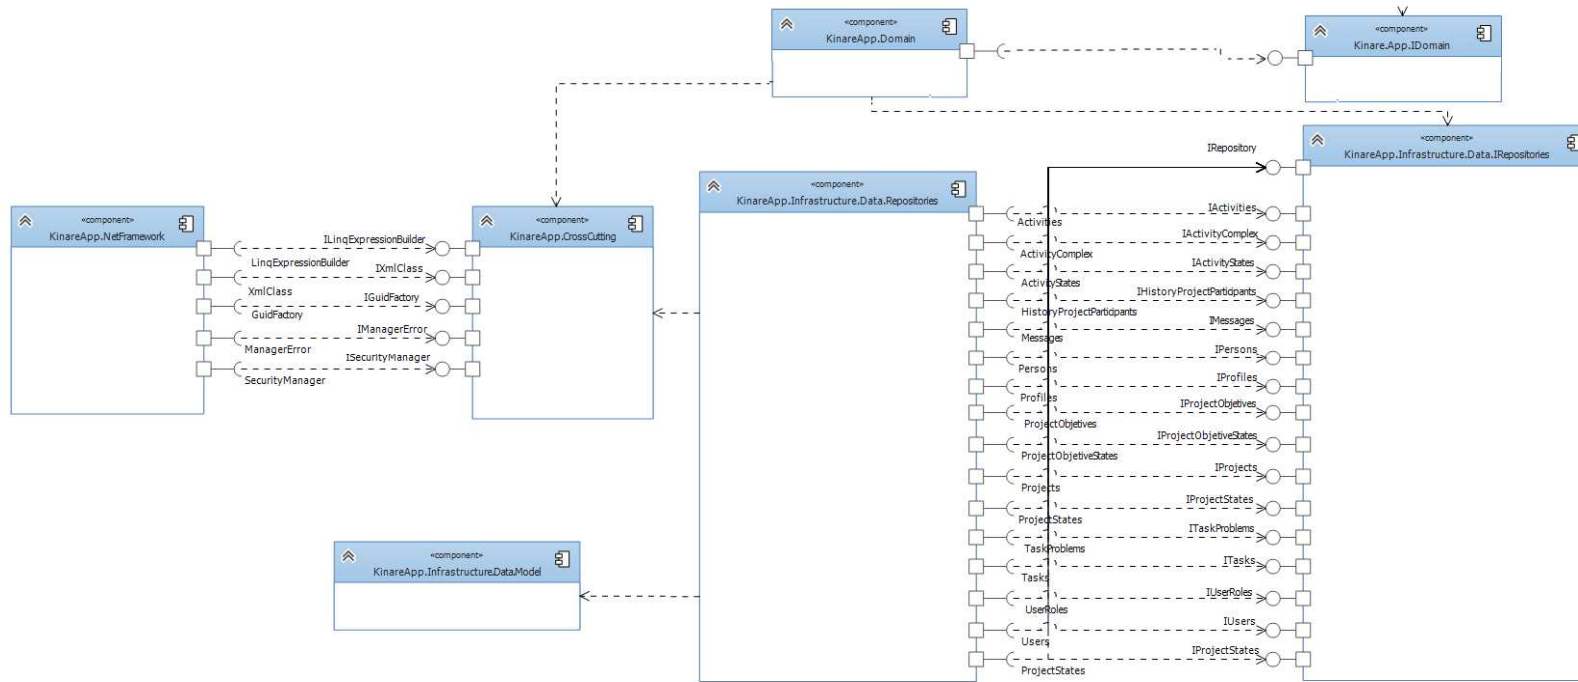 «component»
KinareApp.Domain
«component»
Kinare.App.IDomain
«component»
KinareApp.Infrastructure.Data.IRepositories
IRepository
«component»
KinareApp.Infrastructure.Data.Repositories
«component»
KinareApp.NetFramework
«component»
KinareApp.CrossCutting
ILinqExpressionBuilder
LinqExpressionBuilder
IXmlClass
XmlClass
IGuidFactory
GuidFactory
IManagerError
ManagerError
ISecurityManager
SecurityManager
IActivities
Activities
IActivityComplex
ActivityComplex
IActivityStates
ActivityStates
IHistoryProjectParticipants
HistoryProjectParticipants
IMessages
Messages
IPersons
Persons
IProfiles
Profiles
IProjectObjetives
ProjectObjetives
IProjectObjetiveStates
ProjectObjetiveStates
IProjects
Projects
IProjectStates
ProjectStates
ITaskProblems
TaskProblems
ITasks
Tasks
IUserRoles
UserRoles
IUsers
Users
IProjectStates
ProjectStates
«component»
KinareApp.Infrastructure.Data.Model